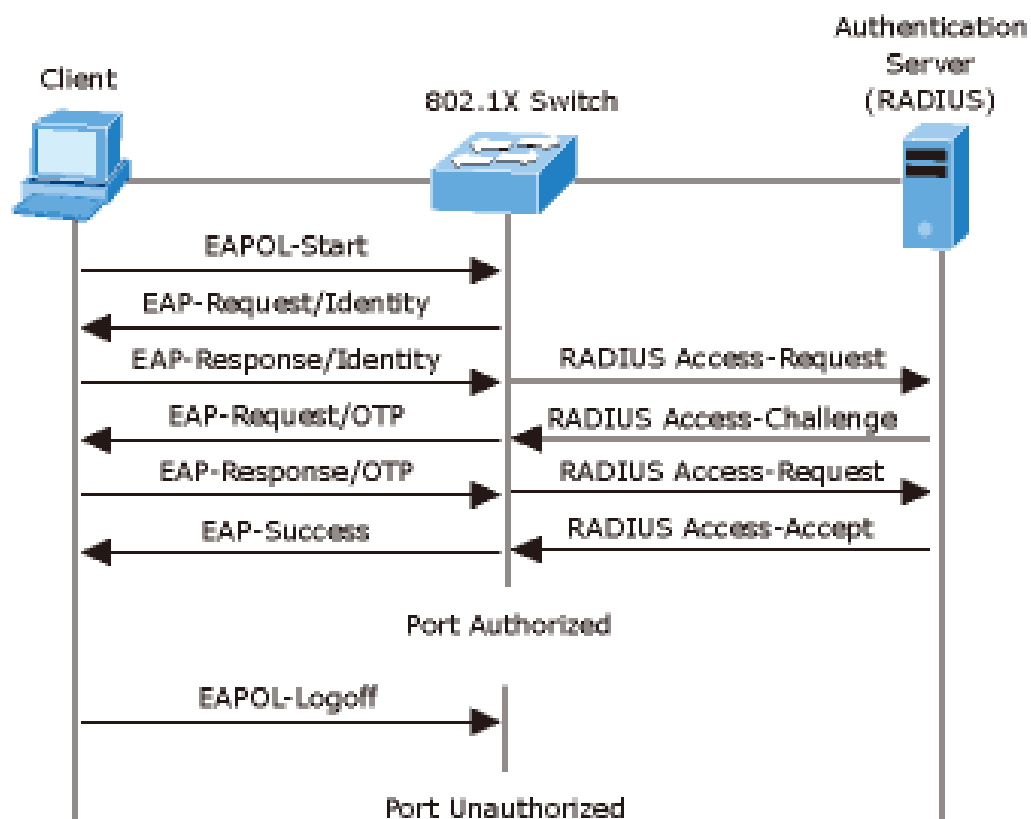 Client
802.1X Switch
Authentication
Server
(RADIUS)
EAPOL-Start
EAP-Request/Identity
EAP-Response/Identity
RADIUS Access-Request
EAP-Request/OTP
RADIUS Access-Challenge
EAP-Response/OTP
RADIUS Access-Request
EAP-Success
RADIUS Access-Accept
Port Authorized
EAPOL-Logoff
Port Unauthorized